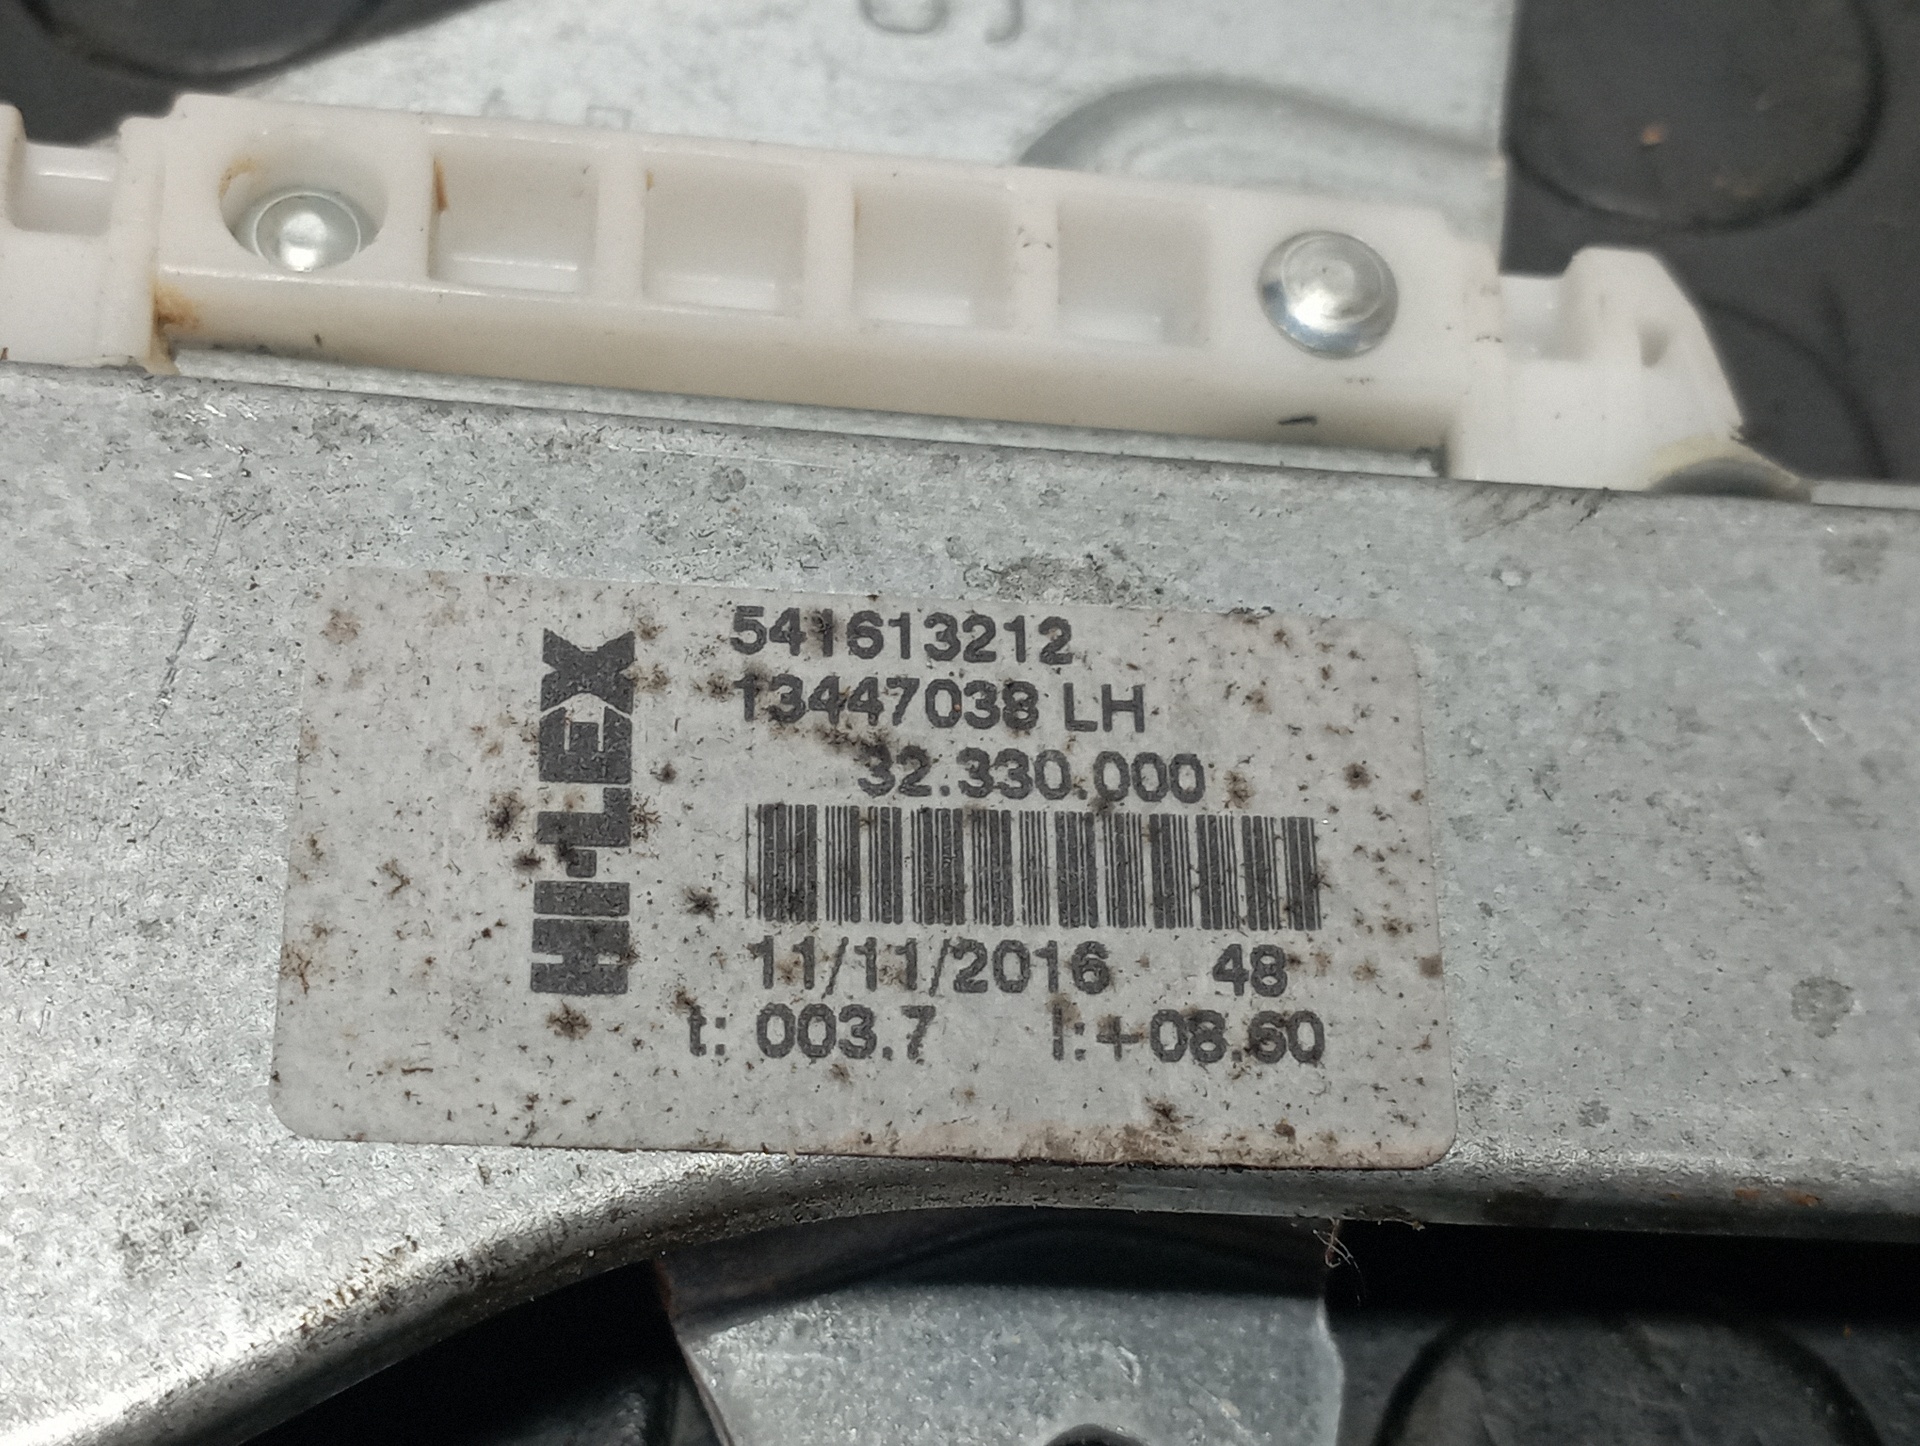 HI-LEX
541613212
13447038 LH
32.330.000
11/11/2016 48
t: 003.7 l:+08.60